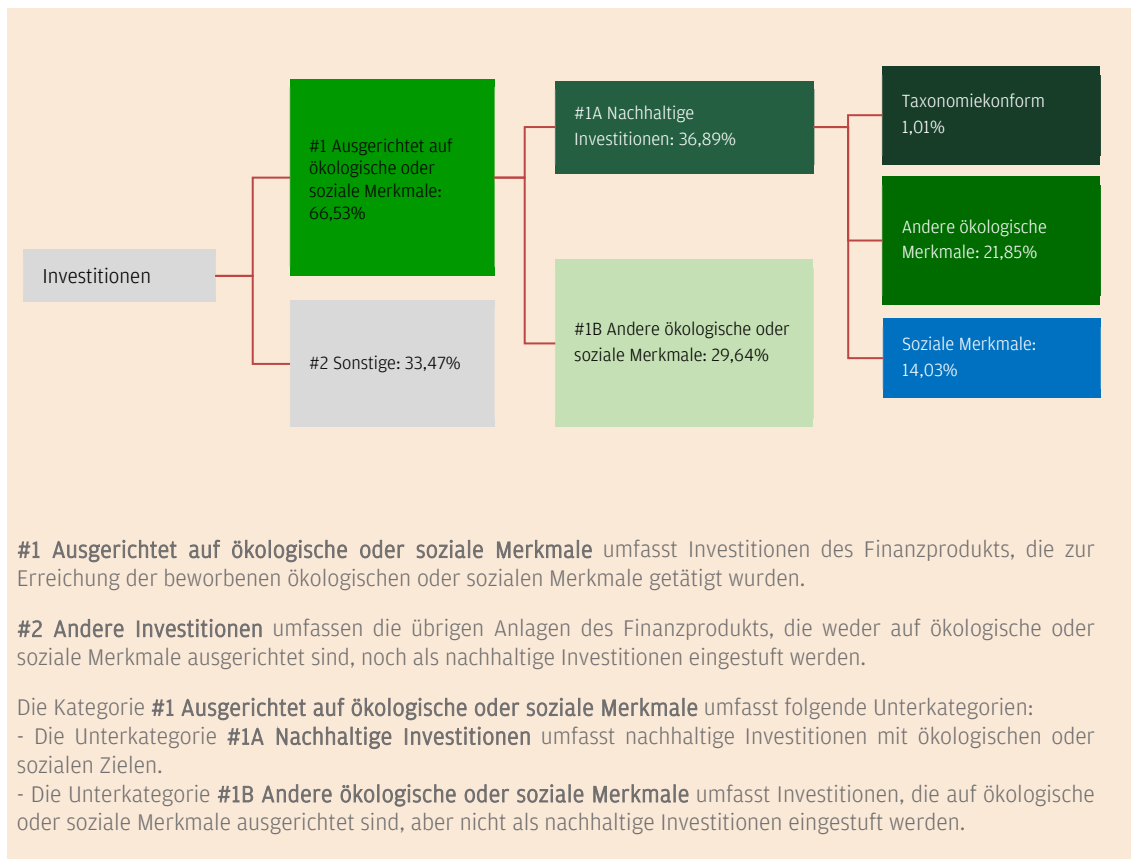 Investitionen
#1 Ausgerichtet auf
ökologische oder
soziale Merkmale:
66,53%
#2 Sonstige: 33,47%
#1A Nachhaltige
Investitionen: 36,89%
#1B Andere ökologische oder
soziale Merkmale: 29,64%
Taxonomiekonform
1,01%
Andere ökologische
Merkmale: 21,85%
Soziale Merkmale:
14,03%
#1 Ausgerichtet auf ökologische oder soziale Merkmale umfasst Investitionen des Finanzprodukts, die zur
Erreichung der beworbenen ökologischen oder sozialen Merkmale getätigt wurden.
#2 Andere Investitionen umfassen die übrigen Anlagen des Finanzprodukts, die weder auf ökologische oder
soziale Merkmale ausgerichtet sind, noch als nachhaltige Investitionen eingestuft werden.
Die Kategorie #1 Ausgerichtet auf ökologische oder soziale Merkmale umfasst folgende Unterkategorien:
- Die Unterkategorie #1A Nachhaltige Investitionen umfasst nachhaltige Investitionen mit ökologischen oder
sozialen Zielen.
- Die Unterkategorie #1B Andere ökologische oder soziale Merkmale umfasst Investitionen, die auf ökologische
oder soziale Merkmale ausgerichtet sind, aber nicht als nachhaltige Investitionen eingestuft werden.